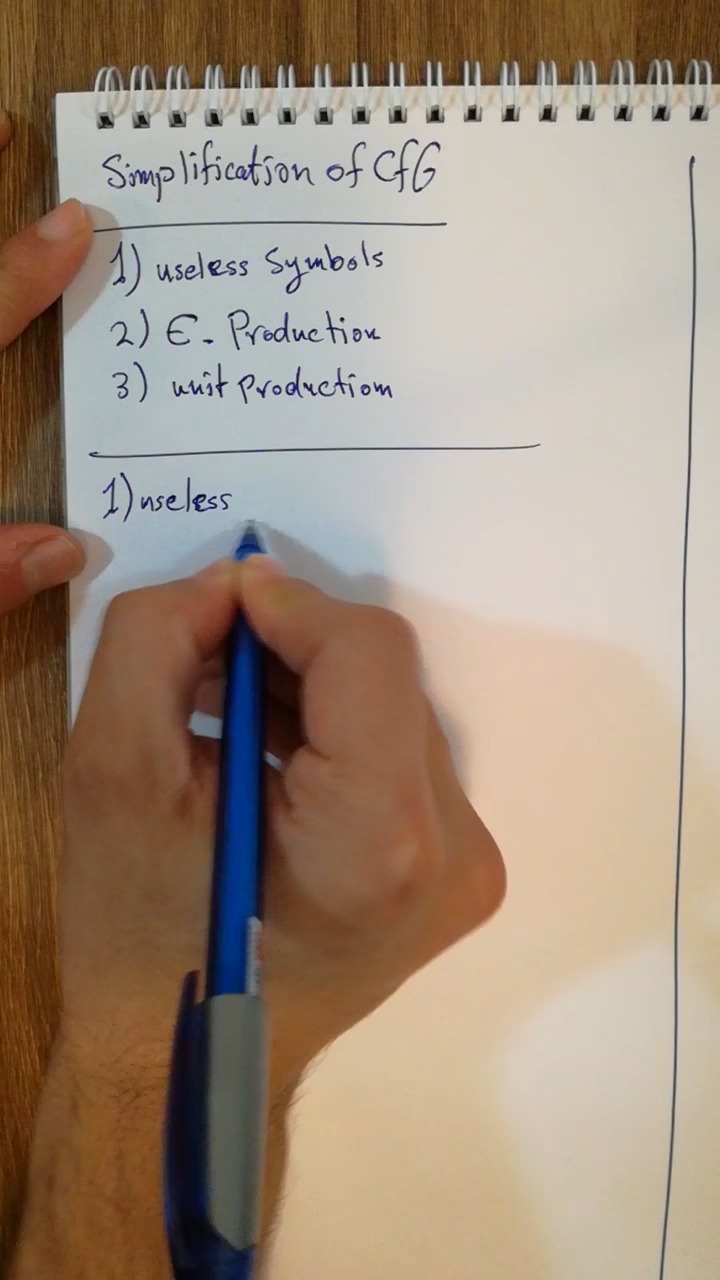 Simplification of CfG
1) useless Symbols
2) Є- Production
3) unit production
1) useless